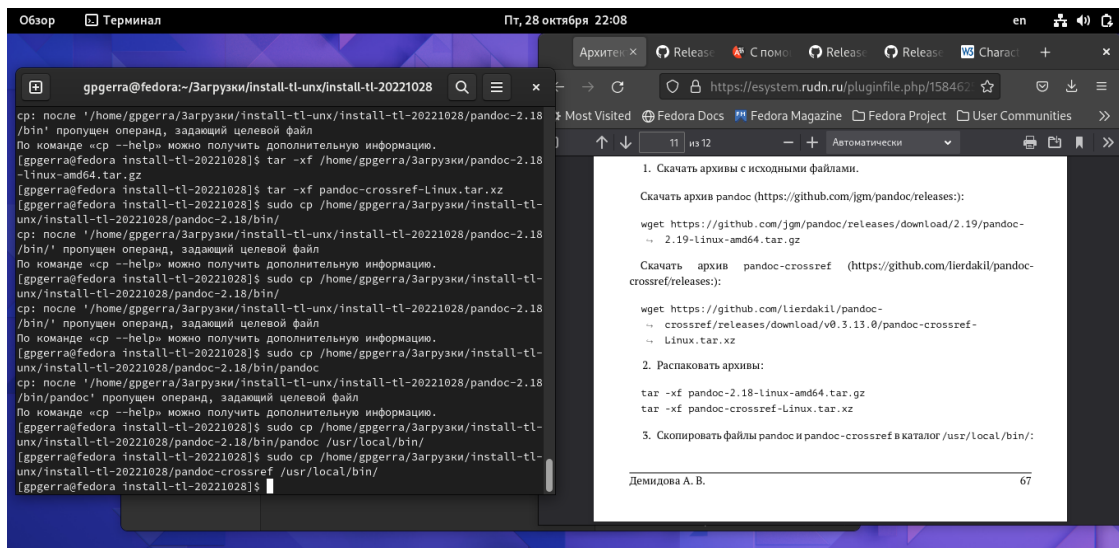 Обзор Терминал Пт, 28 октября 22:08 en
Архитек × Release С помо Release Release Charact + ×
gpgerra@fedora:~/Загрузки/install-tl-unx/install-tl-20221028 ×
https://esystem.rudn.ru/pluginfile.php/158462
Most Visited Fedora Docs Fedora Magazine Fedora Project User Communities »
11 из 12 — + Автоматически »
cp: после '/home/gpgerra/Загрузки/install-tl-unx/install-tl-20221028/pandoc-2.18
/bin' пропущен операнд, задающий целевой файл
По команде «cp --help» можно получить дополнительную информацию.
[gpgerra@fedora install-tl-20221028]$ tar -xf /home/gpgerra/Загрузки/pandoc-2.18
-linux-amd64.tar.gz
[gpgerra@fedora install-tl-20221028]$ tar -xf pandoc-crossref-Linux.tar.xz
[gpgerra@fedora install-tl-20221028]$ sudo cp /home/gpgerra/Загрузки/install-tl-
unx/install-tl-20221028/pandoc-2.18/bin/
cp: после '/home/gpgerra/Загрузки/install-tl-unx/install-tl-20221028/pandoc-2.18
/bin/' пропущен операнд, задающий целевой файл
По команде «cp --help» можно получить дополнительную информацию.
[gpgerra@fedora install-tl-20221028]$ sudo cp /home/gpgerra/Загрузки/install-tl-
unx/install-tl-20221028/pandoc-2.18/bin/
cp: после '/home/gpgerra/Загрузки/install-tl-unx/install-tl-20221028/pandoc-2.18
/bin/' пропущен операнд, задающий целевой файл
По команде «cp --help» можно получить дополнительную информацию.
[gpgerra@fedora install-tl-20221028]$ sudo cp /home/gpgerra/Загрузки/install-tl-
unx/install-tl-20221028/pandoc-2.18/bin/pandoc
cp: после '/home/gpgerra/Загрузки/install-tl-unx/install-tl-20221028/pandoc-2.18
/bin/pandoc' пропущен операнд, задающий целевой файл
По команде «cp --help» можно получить дополнительную информацию.
[gpgerra@fedora install-tl-20221028]$ sudo cp /home/gpgerra/Загрузки/install-tl-
unx/install-tl-20221028/pandoc-2.18/bin/pandoc /usr/local/bin/
[gpgerra@fedora install-tl-20221028]$ sudo cp /home/gpgerra/Загрузки/install-tl-
unx/install-tl-20221028/pandoc-crossref /usr/local/bin/
[gpgerra@fedora install-tl-20221028]$
1. Скачать архивы с исходными файлами.
Скачать архив pandoc (https://github.com/jgm/pandoc/releases:):
wget https://github.com/jgm/pandoc/releases/download/2.19/pandoc-
↪ 2.19-linux-amd64.tar.gz
Скачать архив pandoc-crossref (https://github.com/lierdakil/pandoc-
crossref/releases:):
wget https://github.com/lierdakil/pandoc-
↪ crossref/releases/download/v0.3.13.0/pandoc-crossref-
↪ Linux.tar.xz
2. Распаковать архивы:
tar -xf pandoc-2.18-linux-amd64.tar.gz
tar -xf pandoc-crossref-Linux.tar.xz
3. Скопировать файлы pandoc и pandoc-crossref в каталог /usr/local/bin/:
Демидова А. В. 67